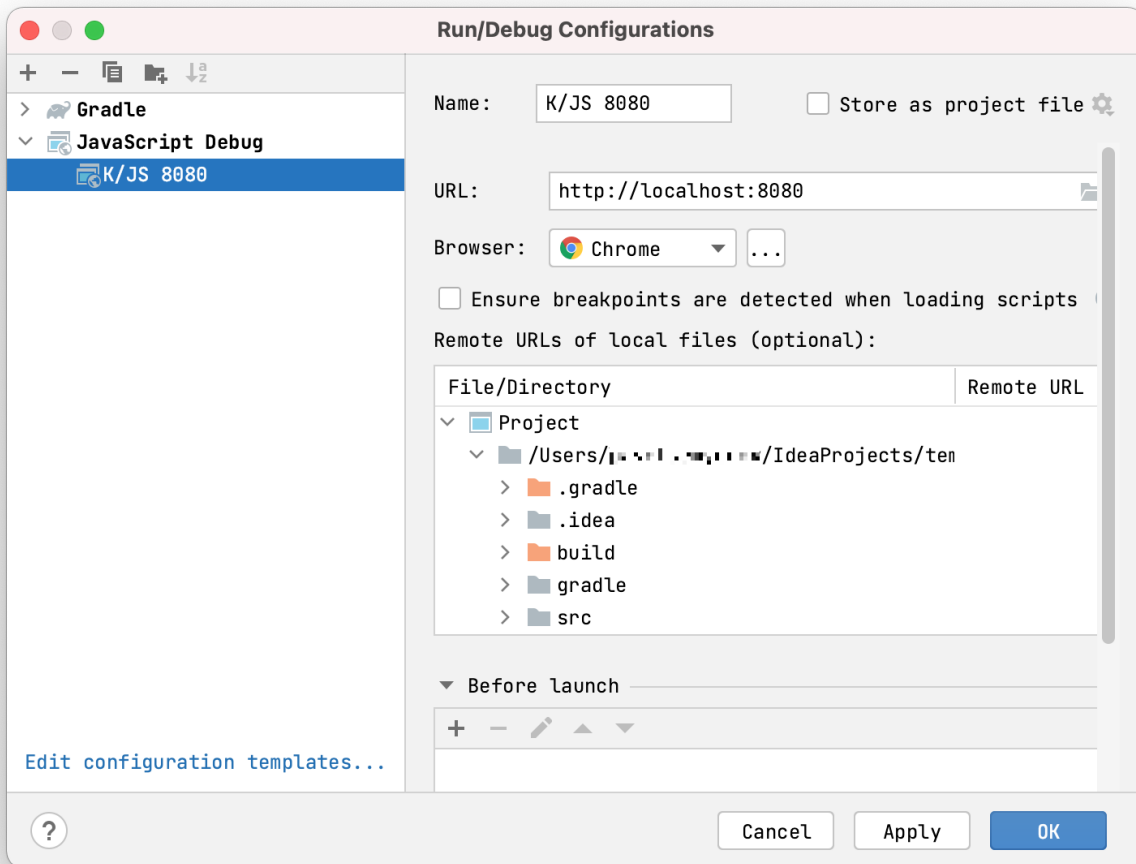 Run/Debug Configurations
Gradle
JavaScript Debug
K/JS 8080
Edit configuration templates...
Name: K/JS 8080 Store as project file
URL: http://localhost:8080
Browser: Chrome ...
Ensure breakpoints are detected when loading scripts
Remote URLs of local files (optional):
File/Directory Remote URL
Project
/Users/ /IdeaProjects/tem
.gradle
.idea
build
gradle
src
Before launch
? Cancel Apply OK